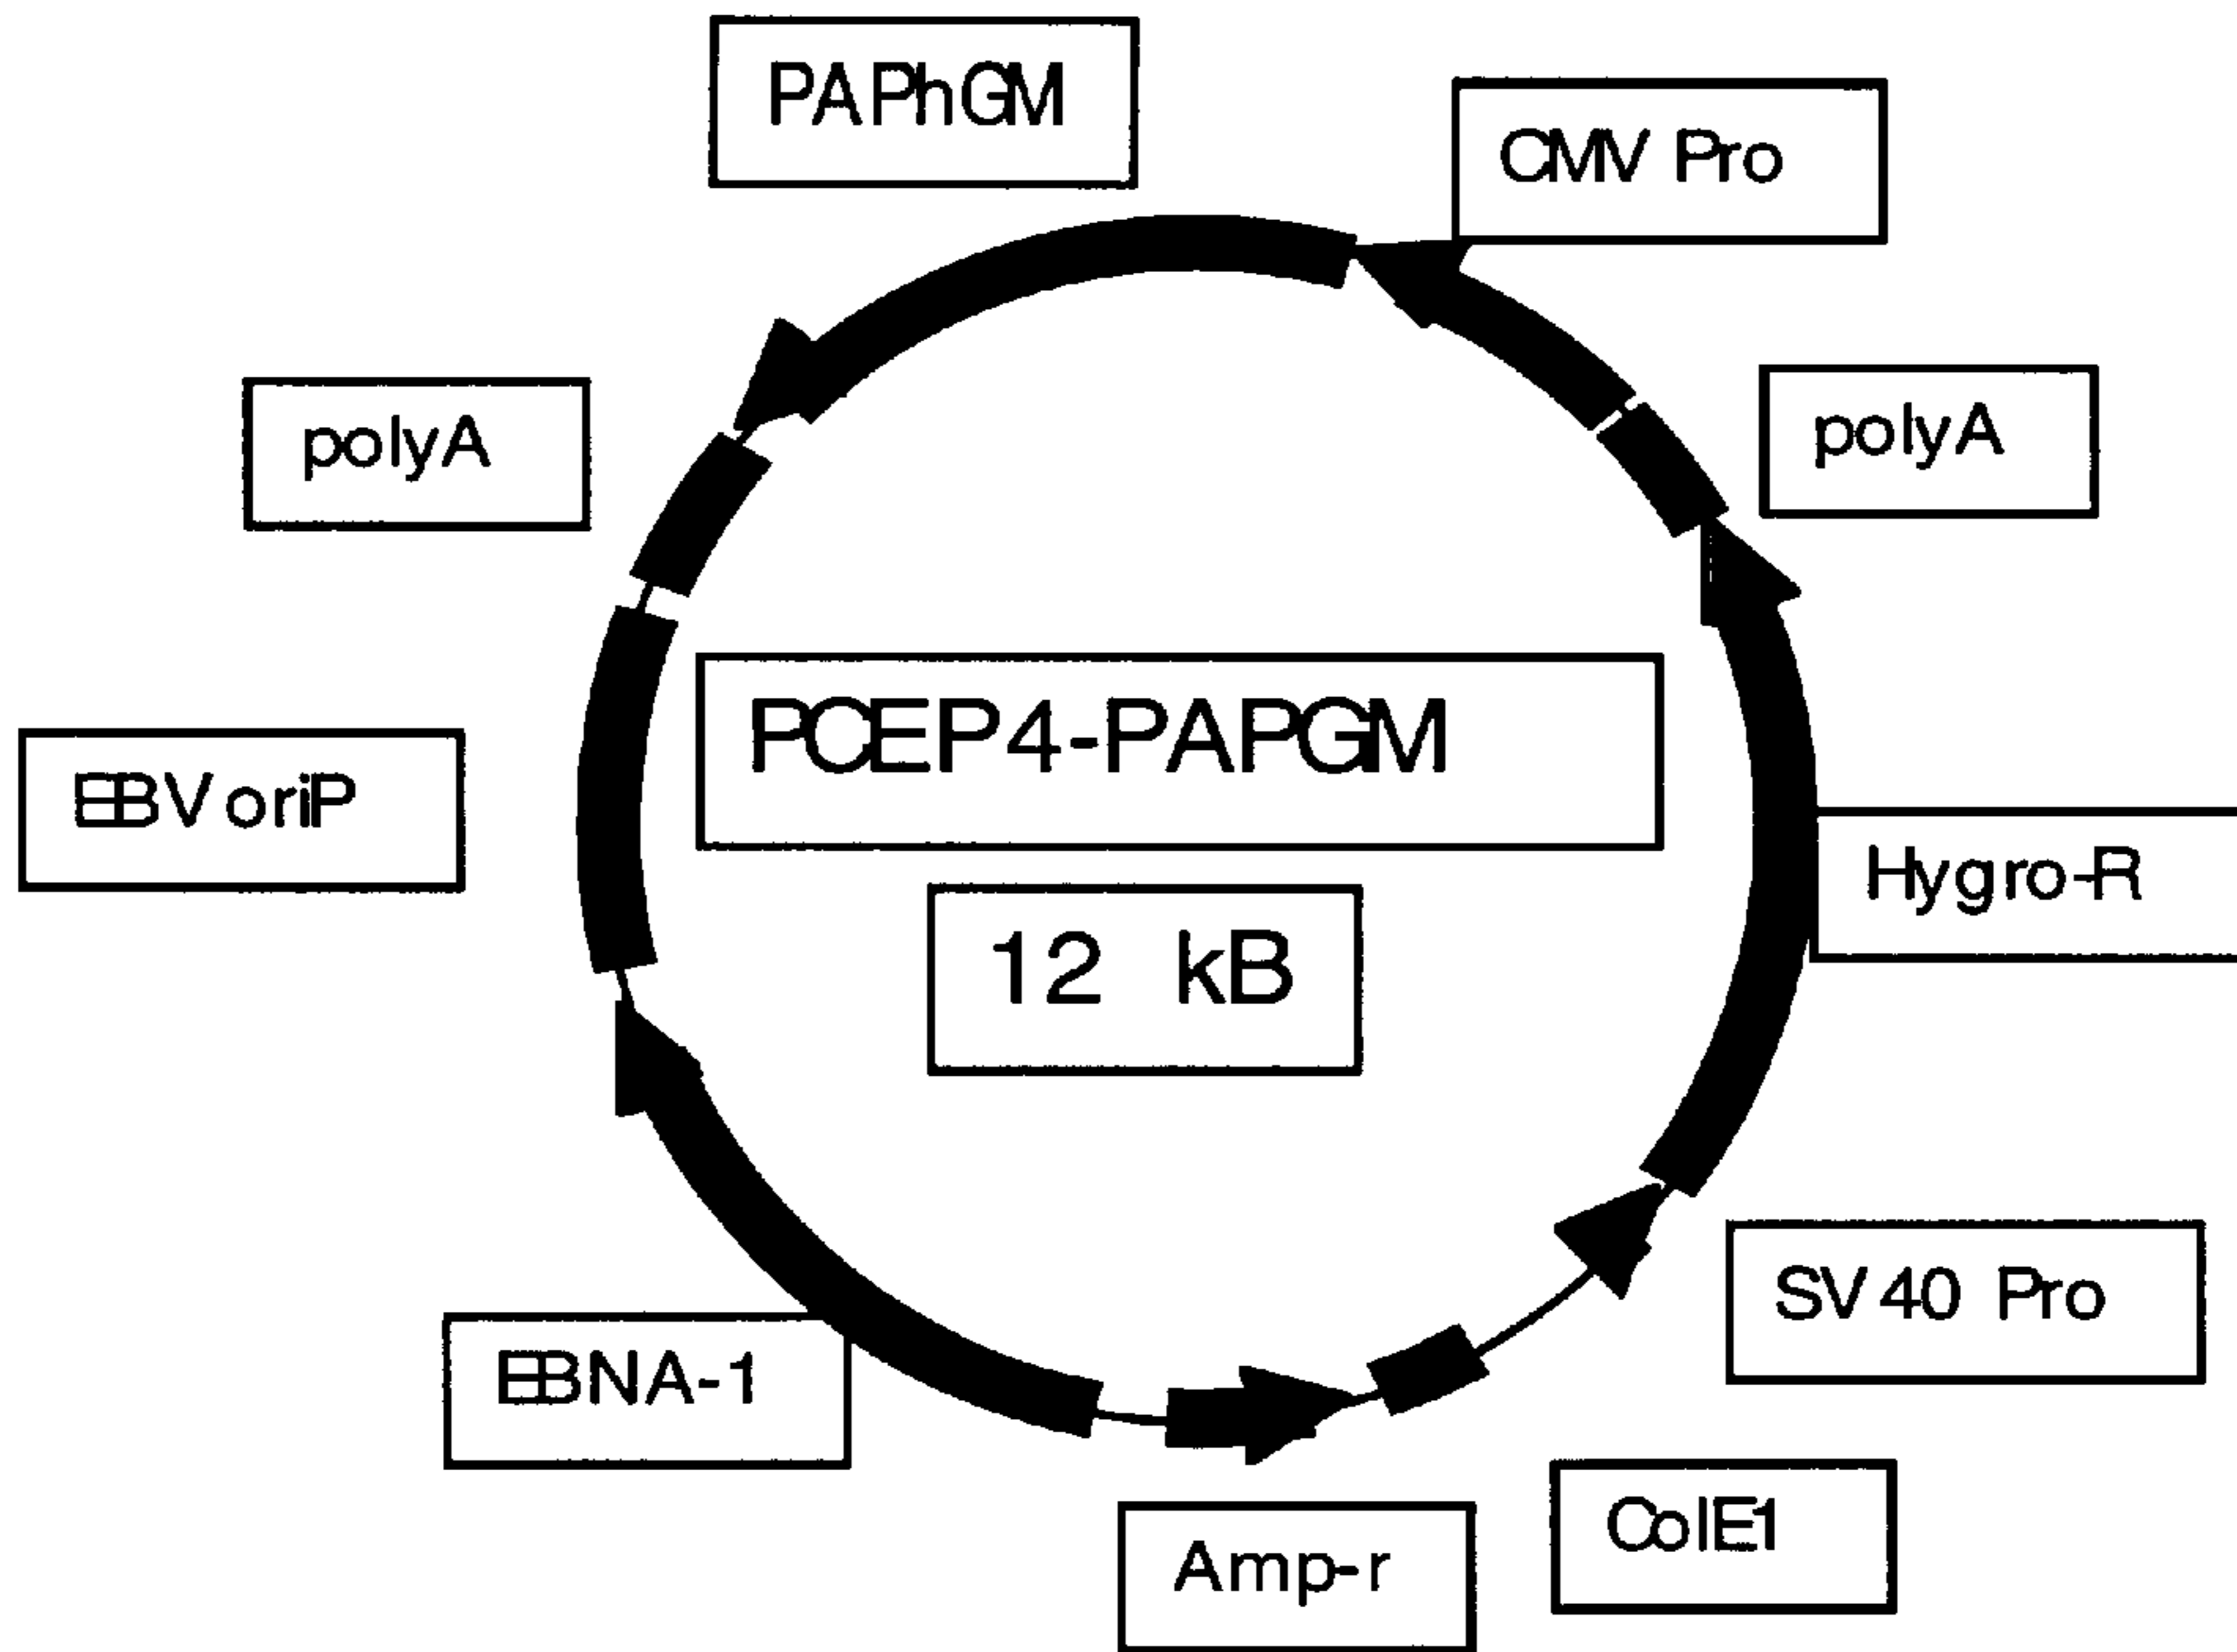 PAPhGM
CMV Pro
polyA
polyA
PCEP4-PAPGM
EBV oriP
Hygro-R
12 kB
SV40 Pro
EBNA-1
ColE1
Amp-r